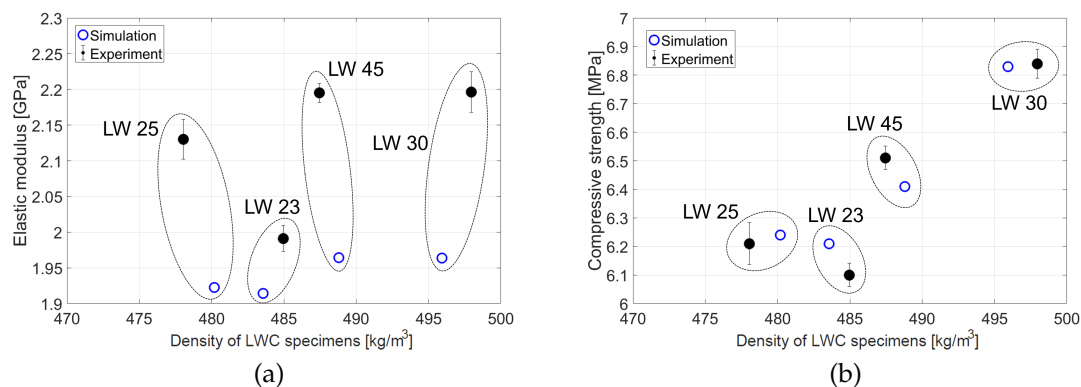 2.3
2.25
2.2
2.15
2.1
2.05
2
1.95
1.9
Elastic modulus [GPa]
Simulation
Experiment
LW 45
LW 25
LW 30
LW 23
470 475 480 485 490 495 500
Density of LWC specimens [kg/m³]
(a)
7
6.9
6.8
6.7
6.6
6.5
6.4
6.3
6.2
6.1
6
Compressive strength [MPa]
Simulation
Experiment
LW 30
LW 45
LW 25
LW 23
470 475 480 485 490 495 500
Density of LWC specimens [kg/m³]
(b)